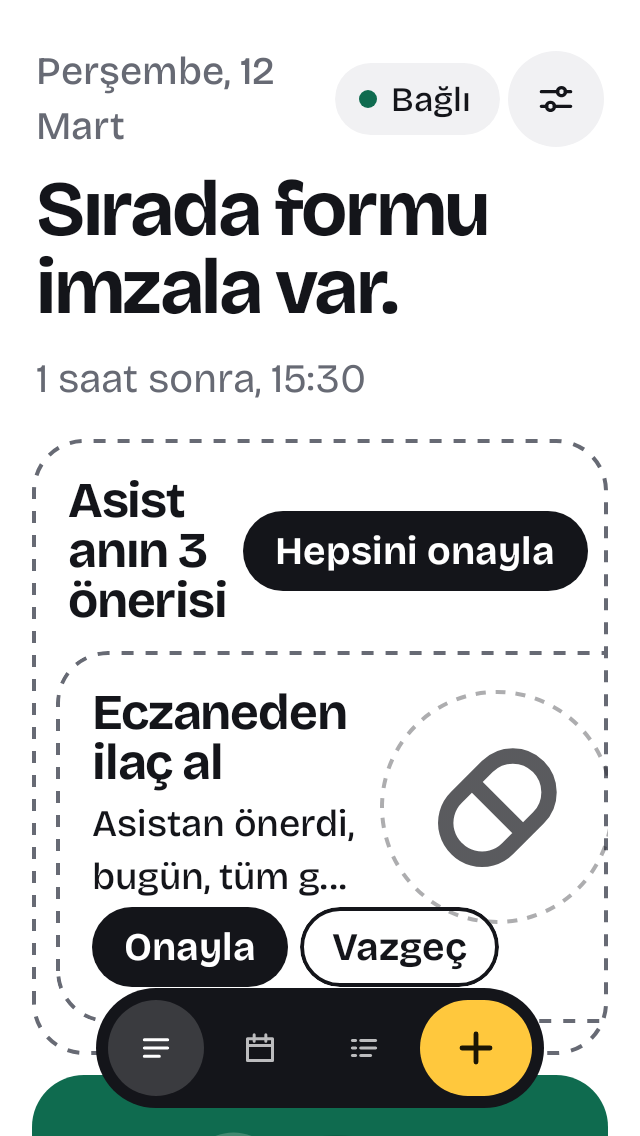 Perşembe, 12
Mart
Bağlı
Sırada formu
imzala var.
1 saat sonra, 15:30
Asist
anın 3
önerisi
Hepsini onayla
Eczaneden
ilaç al
Asistan önerdi,
bugün, tüm g...
Onayla
Vazgeç